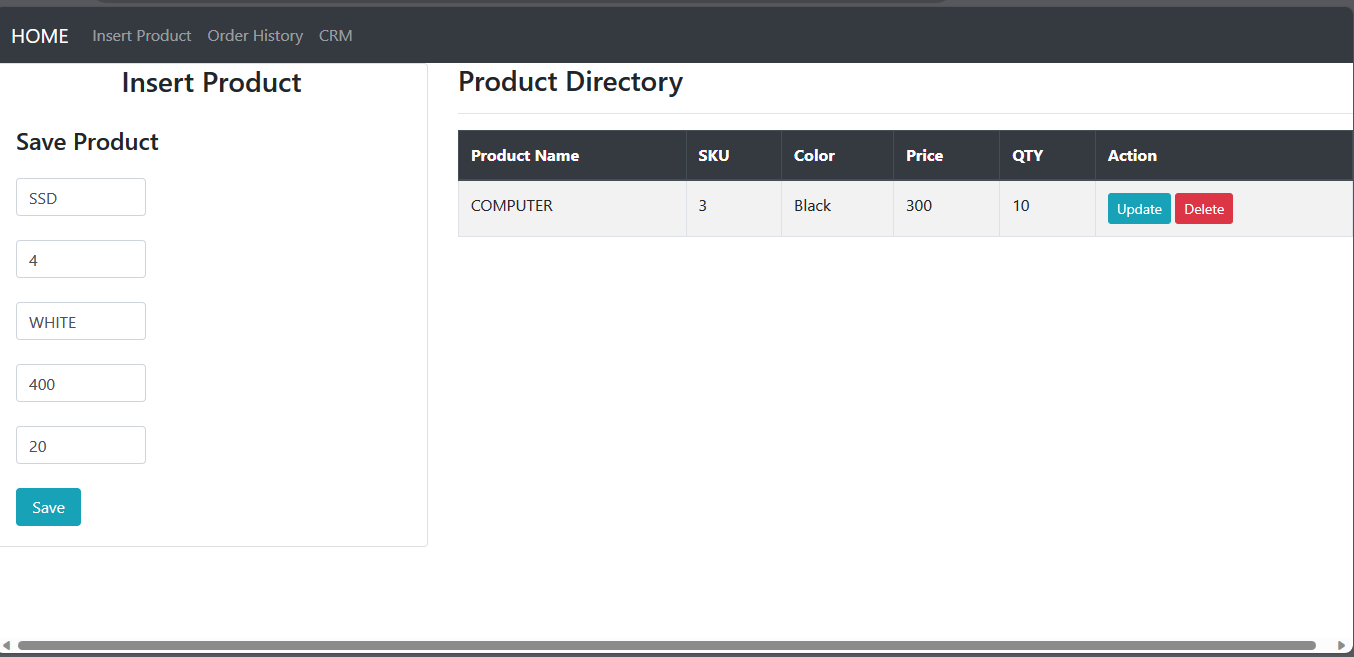 HOME Insert Product Order History CRM
Insert Product
Save Product
SSD
4
WHITE
400
20
Save
Product Directory
Product Name SKU Color Price QTY Action
COMPUTER 3 Black 300 10 Update Delete